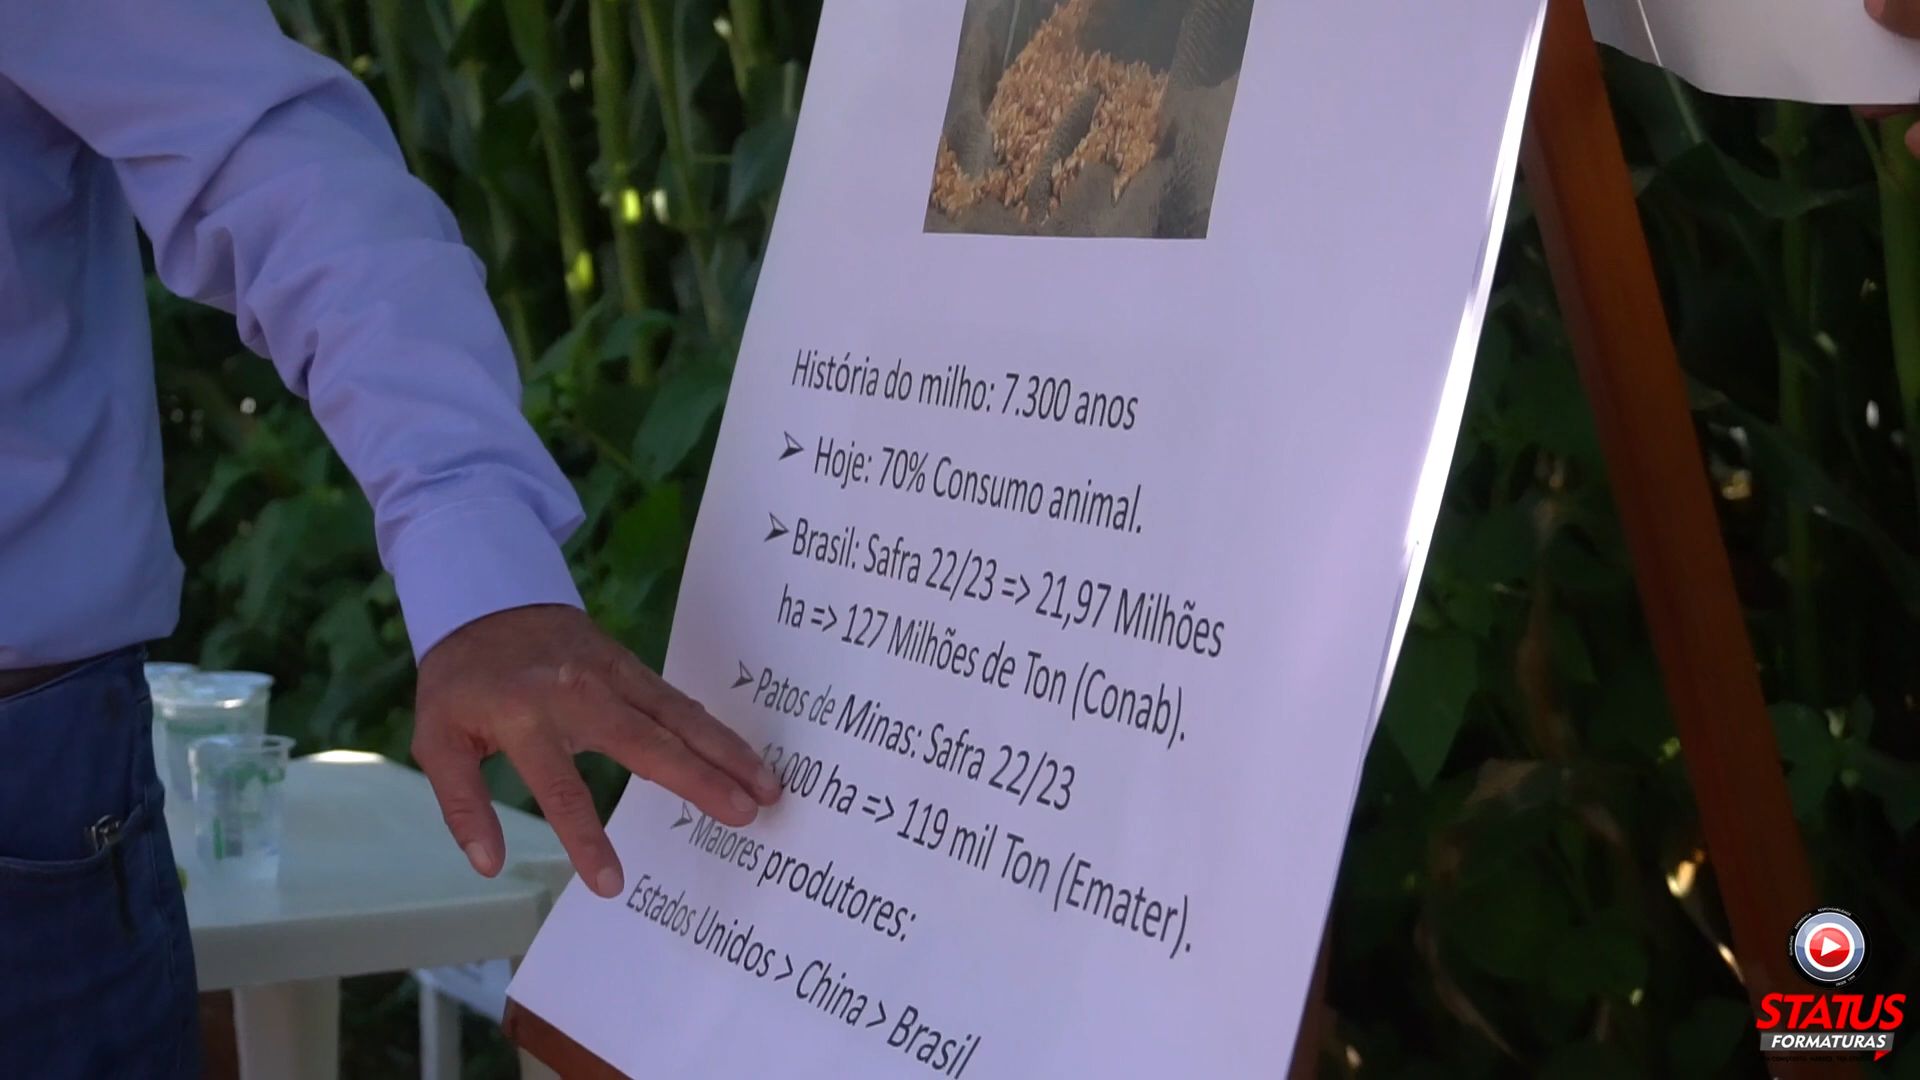 História do milho: 7.300 anos
➢ Hoje: 70% Consumo animal.
➢ Brasil: Safra 22/23 => 21,97 Milhões
ha => 127 Milhões de Ton (Conab).
➢ Patos de Minas: Safra 22/23
13.000 ha => 119 mil Ton (Emater).
➢ Maiores produtores:
Estados Unidos > China > Brasil
STATUS
FORMATURAS